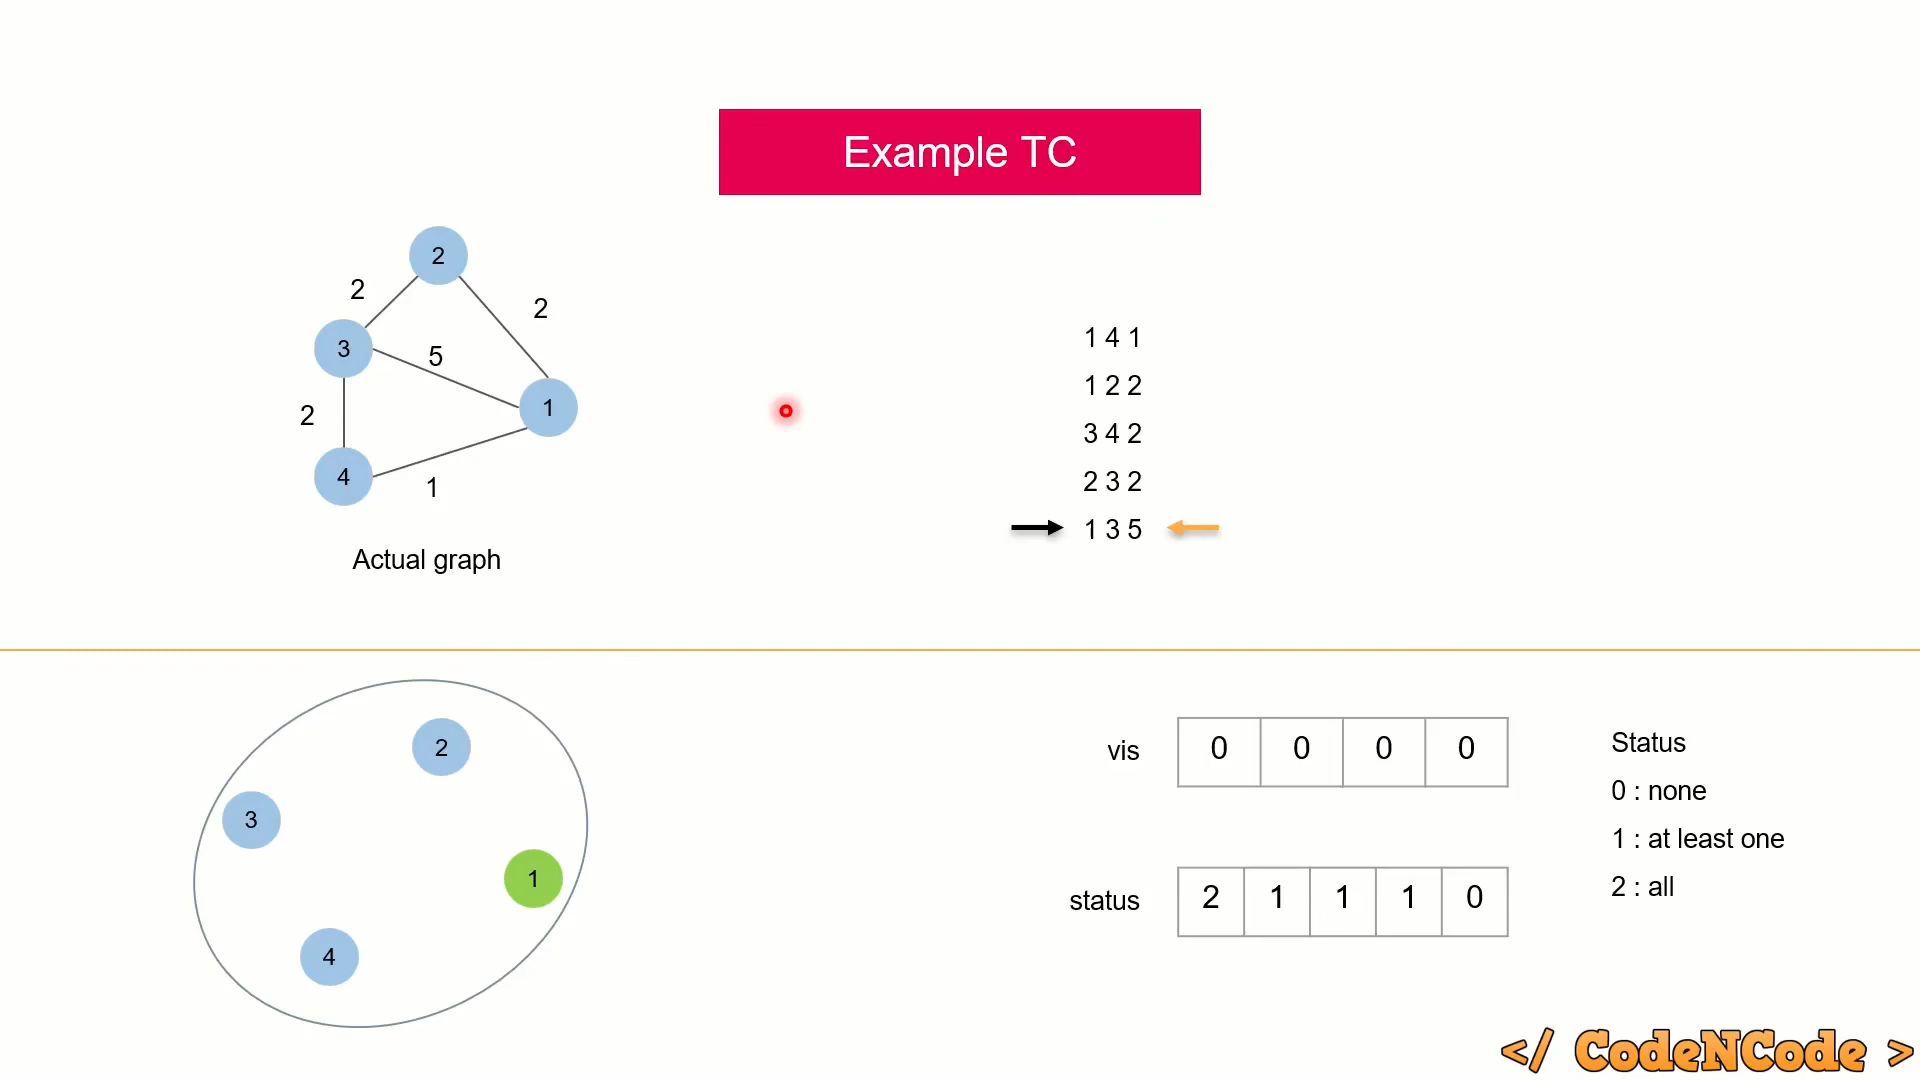 Example TC
2
2
2
3
5
1
2
4
1
Actual graph
1 4 1
1 2 2
3 4 2
2 3 2
1 3 5
2
3
1
4
vis 0 0 0 0
status 2 1 1 1 0
Status
0 : none
1 : at least one
2 : all
</ CodeNCode >